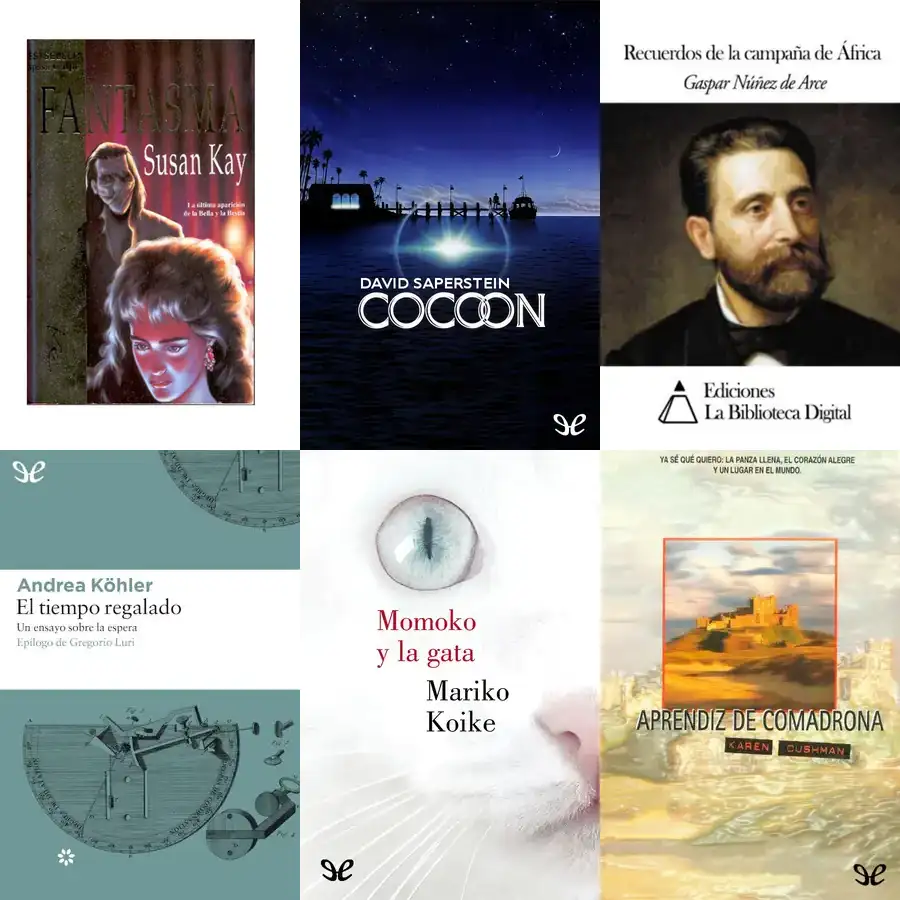 FANTASMA
Susan Kay
La última aparición
de la Bella y la Bestia
DAVID SAPERSTEIN
COCOON
Recuerdos de la campaña de África
Gaspar Núñez de Arce
Ediciones
La Biblioteca Digital
Andrea Köhler
El tiempo regalado
Un ensayo sobre la espera
Epílogo de Gregorio Luri
Momoko
y la gata
Mariko
Koike
YA SÉ QUÉ QUIERO: LA PANZA LLENA, EL CORAZÓN ALEGRE
Y UN LUGAR EN EL MUNDO.
APRENDIZ DE COMADRONA
KAREN CUSHMAN